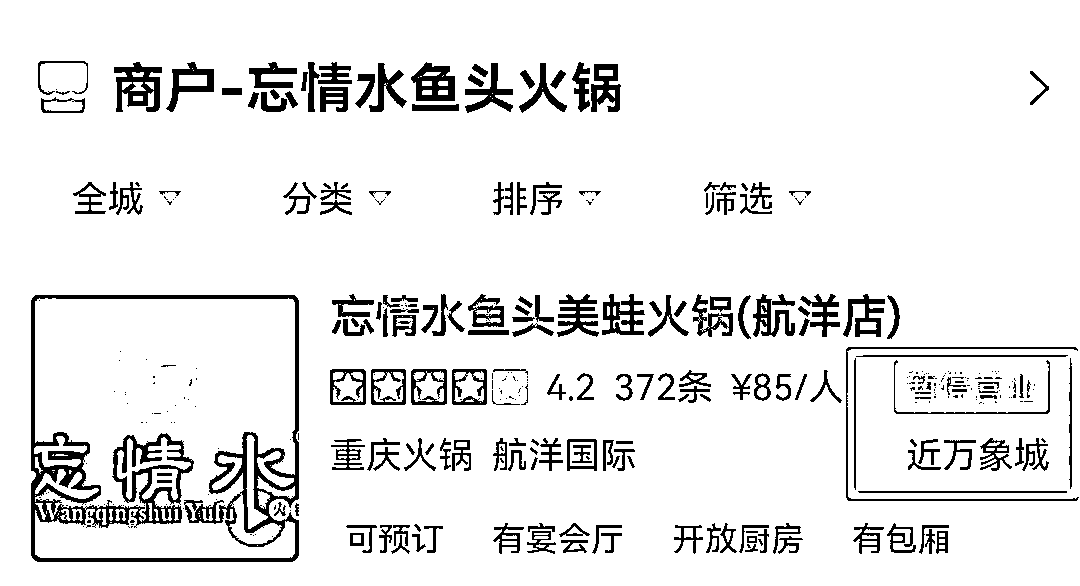 商户-忘情水鱼头火锅
全城 分类 排序 筛选
忘情水鱼头美蛙火锅(航洋店)
4.2 372条 ¥85/人 暂停营业
重庆火锅 航洋国际 近万象城
忘情水
Wangqingshui Yufu
可预订 有宴会厅 开放厨房 有包厢